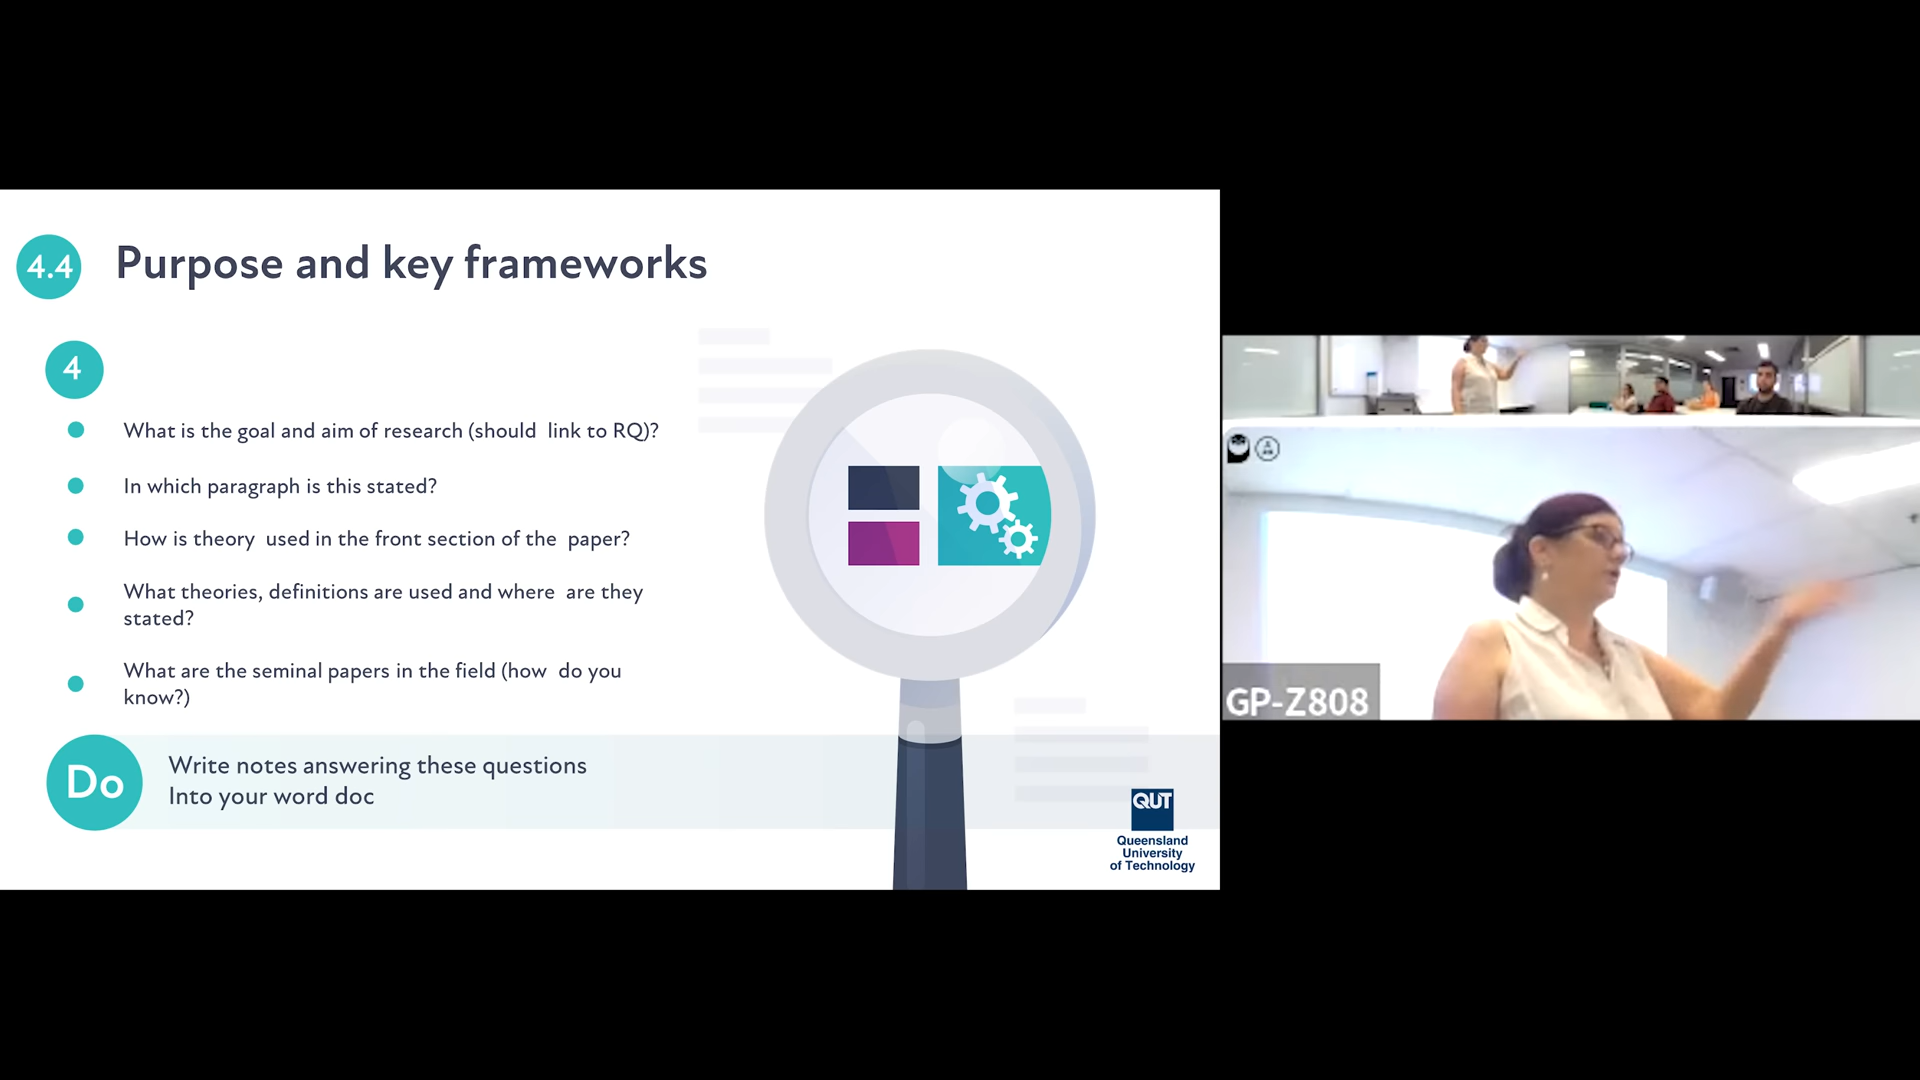 4.4 Purpose and key frameworks
4
What is the goal and aim of research (should link to RQ)?
In which paragraph is this stated?
How is theory used in the front section of the paper?
What theories, definitions are used and where are they
stated?
What are the seminal papers in the field (how do you
know?)
Do
Write notes answering these questions
Into your word doc
QUT
Queensland
University
of Technology
GP-Z808